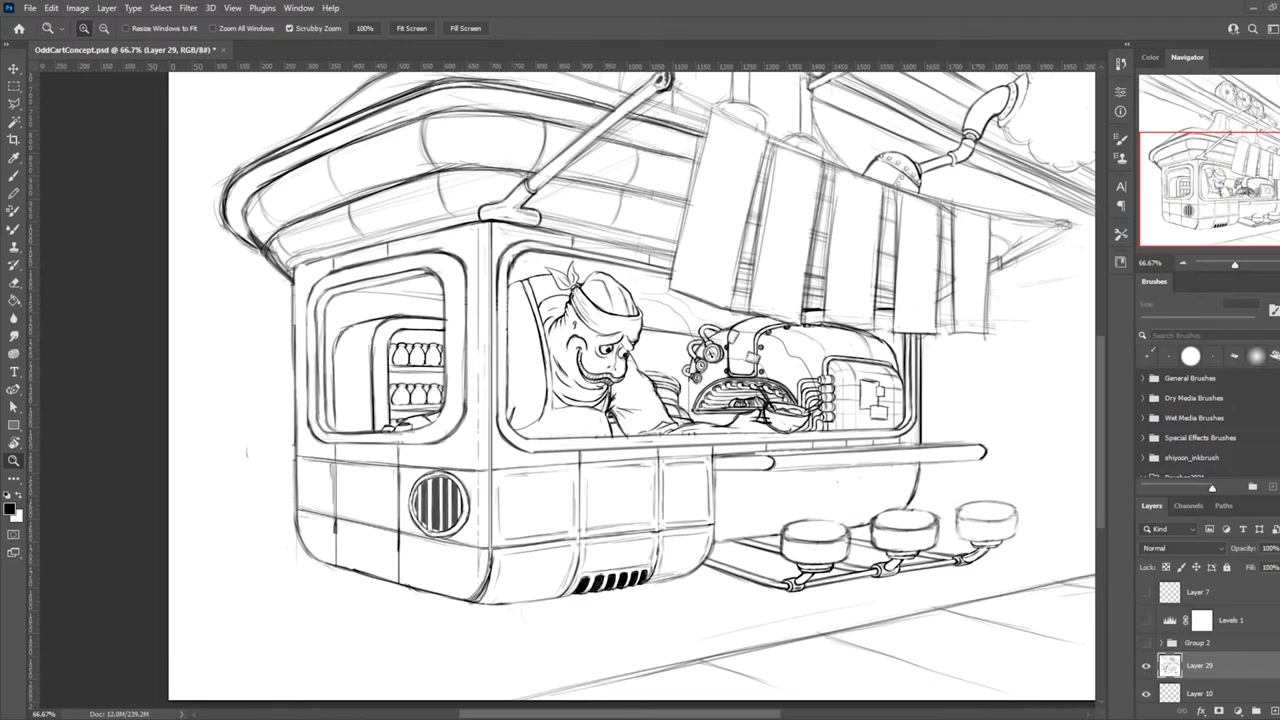 Ps File Edit Image Layer Type Select Filter 3D View Plugins Window Help
Resize Windows to Fit Zoom All Windows Scrubby Zoom 100% Fit Screen Fill Screen
OddCartConcept.psd @ 66.7% (Layer 29, RGB/8#) *
Color Navigator
66.67%
Brushes
Size:
Search Brushes
General Brushes
Dry Media Brushes
Wet Media Brushes
Special Effects Brushes
shiyoon_inkbrush
Layers Channels Paths
Kind
Normal Opacity: 100%
Lock: Fill: 100%
Layer 7
Levels 1
Group 2
Layer 29
Layer 10
66.67% Doc: 12.0M/239.2M